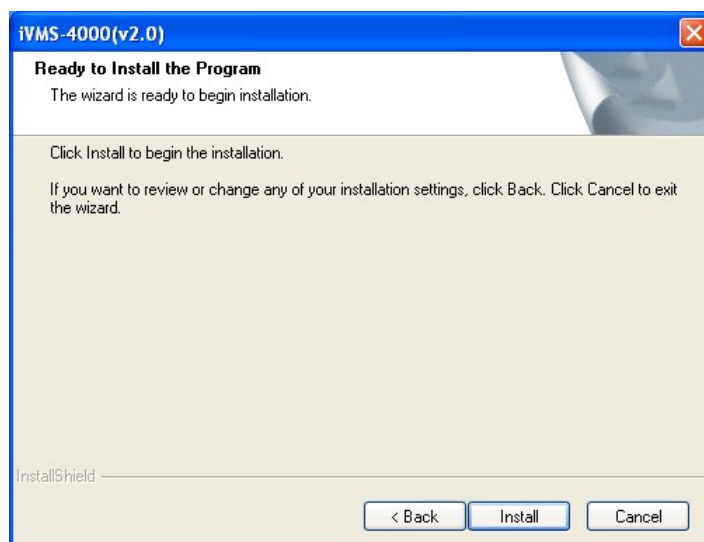 iVMS-4000(v2.0)
Ready to Install the Program
The wizard is ready to begin installation.
Click Install to begin the installation.
If you want to review or change any of your installation settings, click Back. Click Cancel to exit
the wizard.
InstallShield
< Back Install Cancel